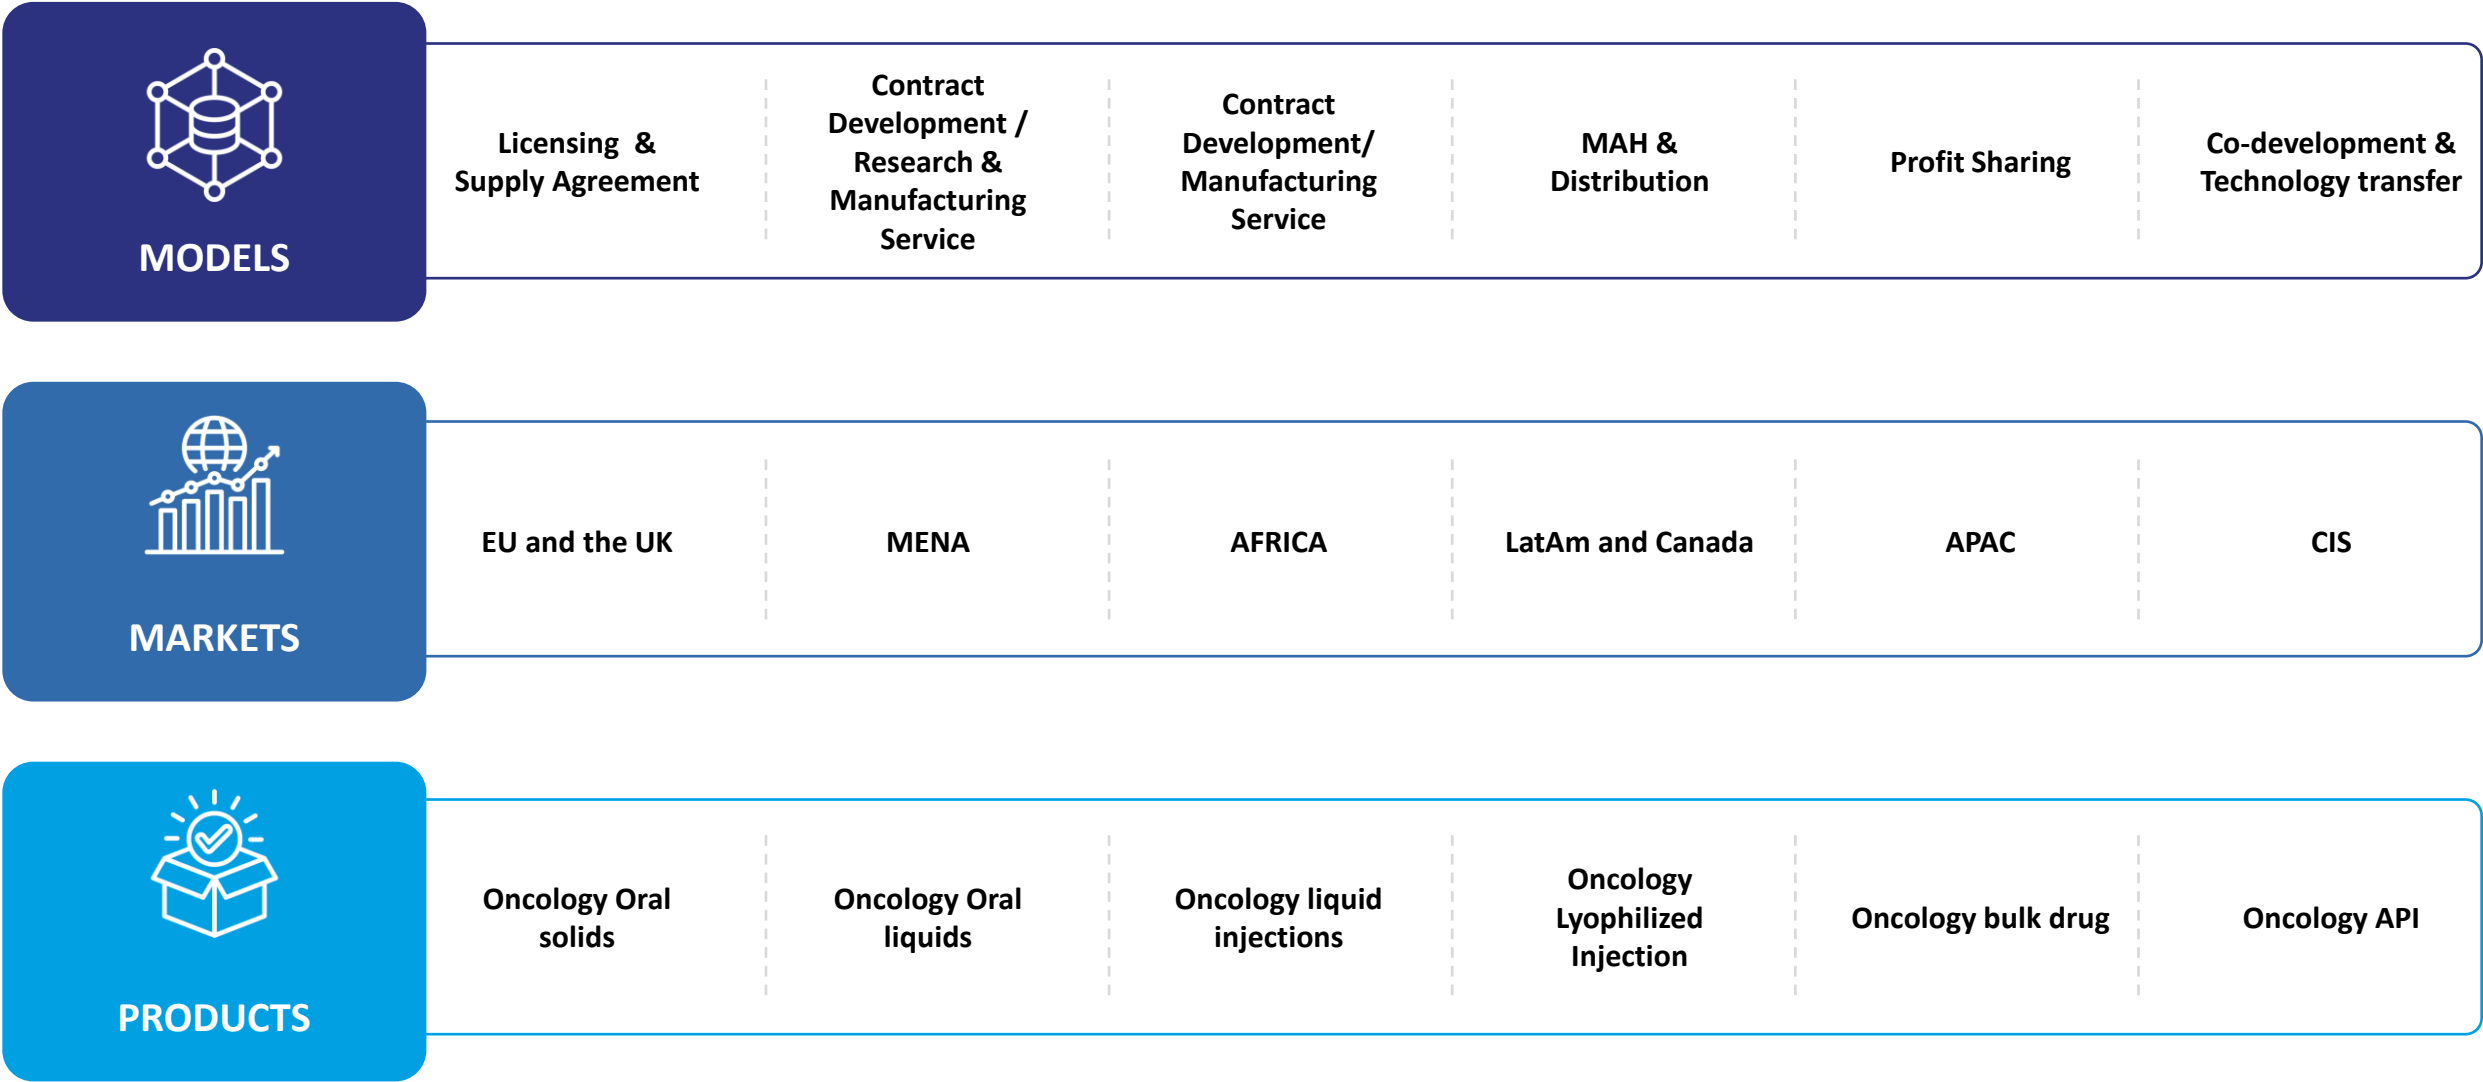 MODELS
Licensing  &
Supply Agreement
Contract
Development /
Research &
Manufacturing
Service
Contract
Development/
Manufacturing
Service
MAH &
Distribution
Profit Sharing
Co-development &
Technology transfer
MARKETS
EU and the UK
MENA
AFRICA
LatAm and Canada
APAC
CIS
PRODUCTS
Oncology Oral
solids
Oncology Oral
liquids
Oncology liquid
injections
Oncology
Lyophilized
Injection
Oncology bulk drug
Oncology API